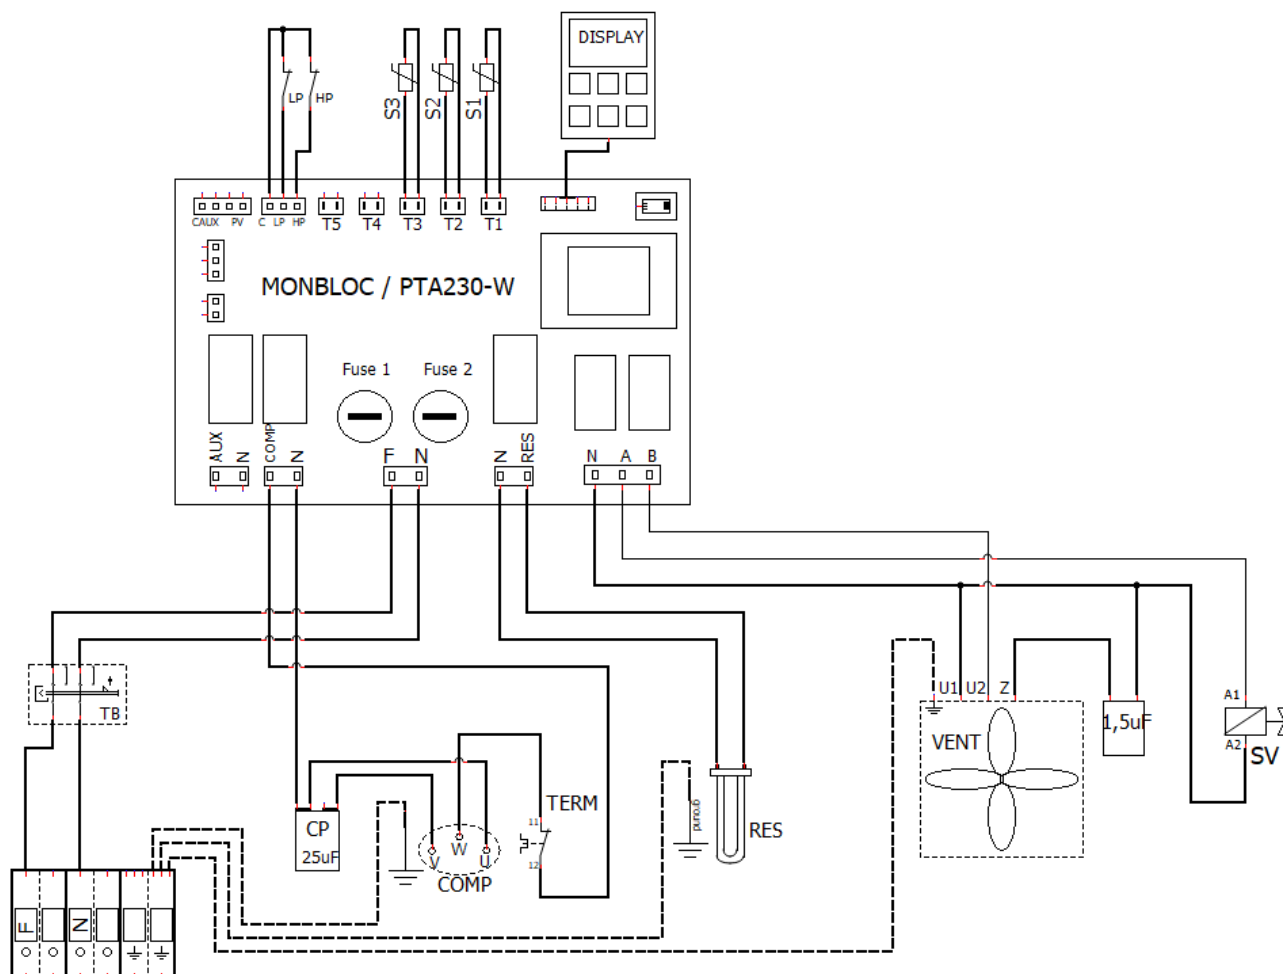 DISPLAY
LP HP
S3 S2 S1
CAUX PV C LP HP T5 T4 T3 T2 T1
MONBLOC / PTA230-W
Fuse 1 Fuse 2
AUX N COMP N F N N RES N A B
U1 U2 Z
A1
TB
1,5uF
VENT
A2 SV
TERM
11
W
CP
ground
RES
25uF
V U
12
COMP
F N